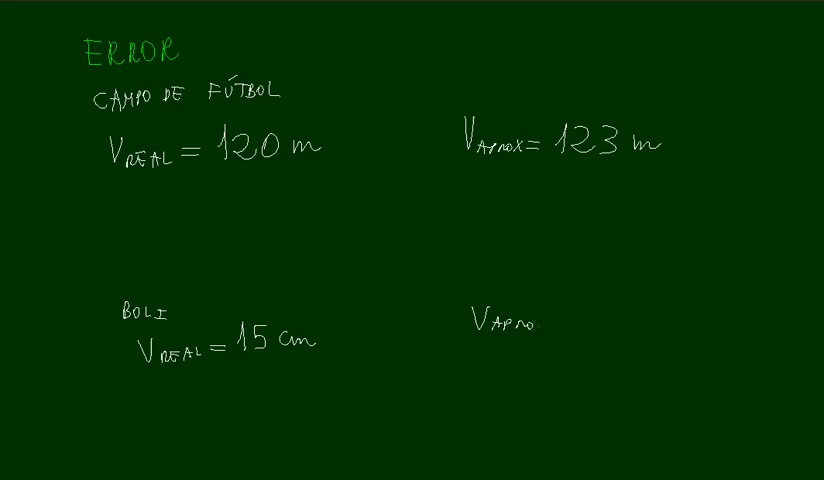 ERROR
CAMPO DE FÚTBOL
VREAL = 120 m
VAPROX = 123 m
BOLI
VREAL = 15 cm
VAPRO